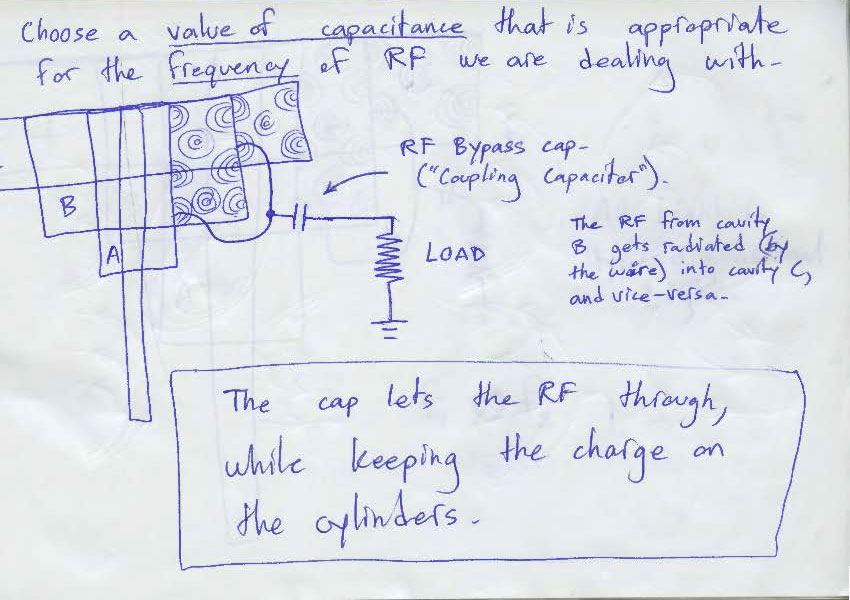 Choose a value of capacitance that is appropriate
for the frequency of RF we are dealing with-
RF Bypass cap-
("Coupling Capacitor").
B
A
LOAD
The RF from cavity
B gets radiated (by
the wire) into cavity C,
and vice-versa-
The cap lets the RF through,
while keeping the charge on
the cylinders-